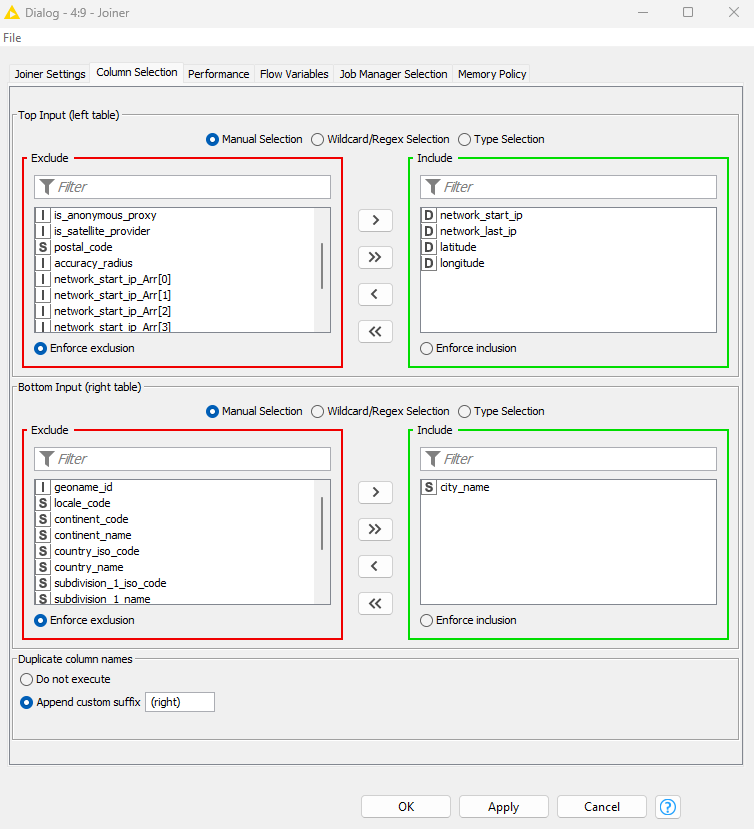 Dialog - 4:9 - Joiner
File
Joiner Settings Column Selection Performance Flow Variables Job Manager Selection Memory Policy
Top Input (left table)
Manual Selection Wildcard/Regex Selection Type Selection
Exclude
Filter
I is_anonymous_proxy
I is_satellite_provider
S postal_code
I accuracy_radius
I network_start_ip_Arr[0]
I network_start_ip_Arr[1]
I network_start_ip_Arr[2]
I network_start_ip_Arr[3]
Enforce exclusion
>
>>
<
<<
Include
Filter
D network_start_ip
D network_last_ip
D latitude
D longitude
Enforce inclusion
Bottom Input (right table)
Manual Selection Wildcard/Regex Selection Type Selection
Exclude
Filter
I geoname_id
S locale_code
S continent_code
S continent_name
S country_iso_code
S country_name
S subdivision_1_iso_code
S subdivision_1_name
Enforce exclusion
>
>>
<
<<
Include
Filter
S city_name
Enforce inclusion
Duplicate column names
Do not execute
Append custom suffix (right)
OK Apply Cancel ?